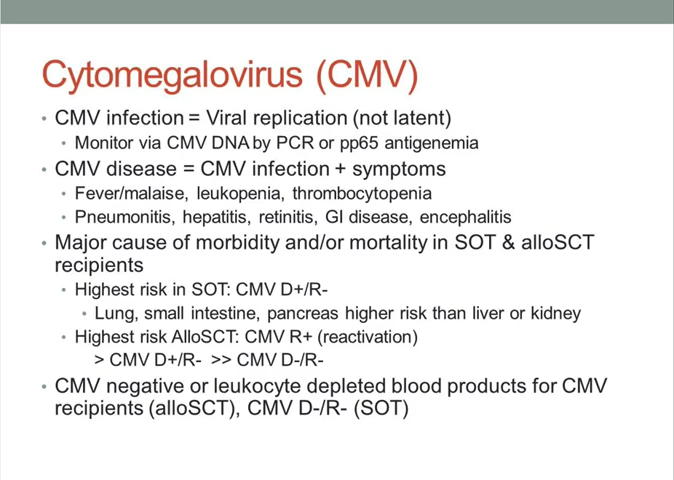 Cytomegalovirus (CMV)
• CMV infection = Viral replication (not latent)
• Monitor via CMV DNA by PCR or pp65 antigenemia
• CMV disease = CMV infection + symptoms
• Fever/malaise, leukopenia, thrombocytopenia
• Pneumonitis, hepatitis, retinitis, GI disease, encephalitis
• Major cause of morbidity and/or mortality in SOT & alloSCT
recipients
• Highest risk in SOT: CMV D+/R-
• Lung, small intestine, pancreas higher risk than liver or kidney
• Highest risk AlloSCT: CMV R+ (reactivation)
> CMV D+/R- >> CMV D-/R-
• CMV negative or leukocyte depleted blood products for CMV
recipients (alloSCT), CMV D-/R- (SOT)